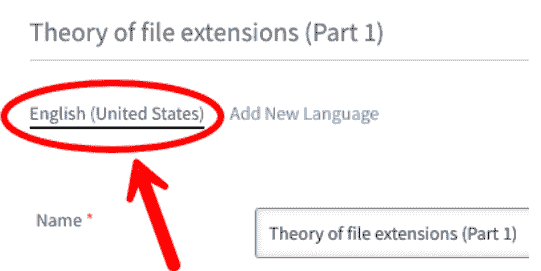 Theory of file extensions (Part 1)
English (United States) Add New Language
Name *
Theory of file extensions (Part 1)